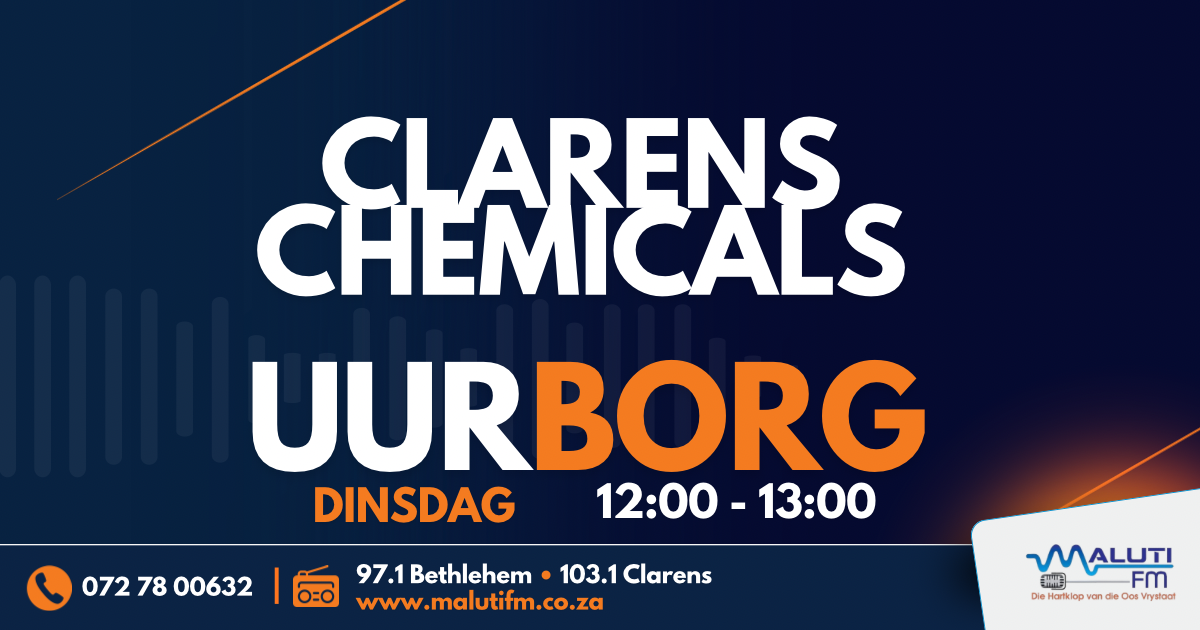 CLARENS
CHEMICALS
UURBORG
DINSDAG 12:00 - 13:00
072 78 00632
97.1 Bethlehem • 103.1 Clarens
www.malutifm.co.za
MALUTI
FM
Die Hartklop van die Oos Vrystaat